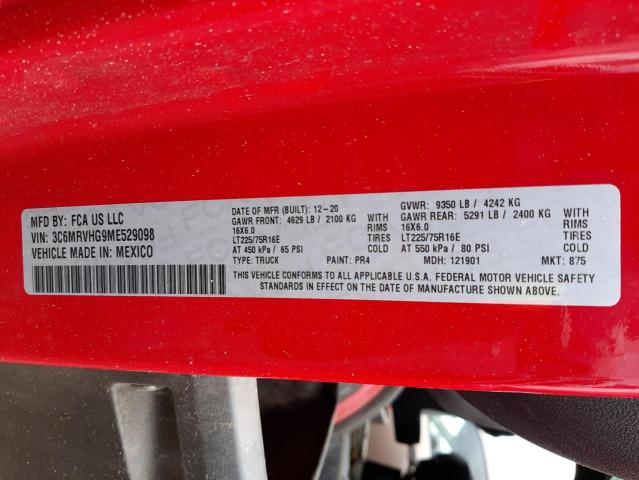 MFD BY: FCA US LLC
VIN: 3C6MRVHG9ME529098
VEHICLE MADE IN: MEXICO
DATE OF MFR (BUILT): 12-20
GAWR FRONT: 4629 LB / 2100 KG
16X6.0 RIMS
LT225/75R16E TIRES
AT 450 kPa / 65 PSI
TYPE: TRUCK PAINT: PR4
WITH
GVWR: 9350 LB / 4242 KG
GAWR REAR: 5291 LB / 2400 KG
16X6.0 RIMS
LT225/75R16E TIRES
AT 550 kPa / 80 PSI
MDH: 121901 MKT: 875
WITH
THIS VEHICLE CONFORMS TO ALL APPLICABLE U.S.A. FEDERAL MOTOR VEHICLE SAFETY
STANDARDS IN EFFECT ON THE DATE OF MANUFACTURE SHOWN ABOVE.